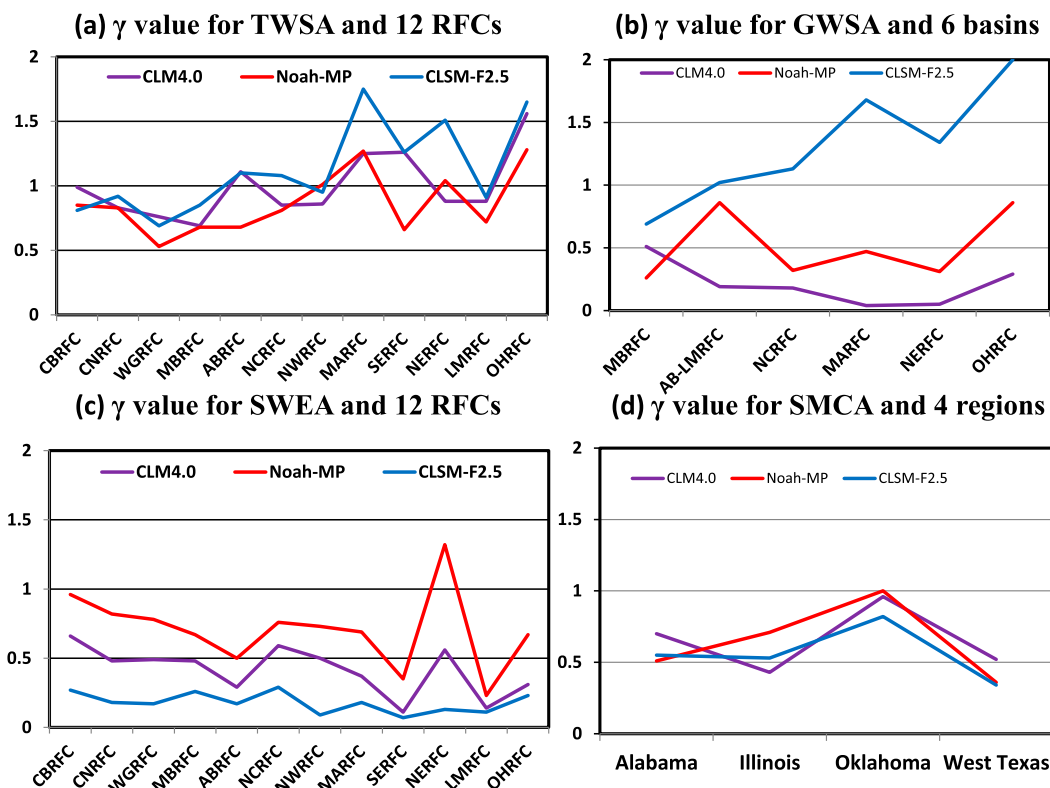 (a) γ value for TWSA and 12 RFCs
2
1.5
1
0.5
0
CLM4.0 Noah-MP CLSM-F2.5
CBRFC CNRFC WGRFC MBRFC ABRFC NCRFC NWRFC MARFC SERFC NERFC LMRFC OHRFC
(b) γ value for GWSA and 6 basins
2
1.5
1
0.5
0
CLM4.0 Noah-MP CLSM-F2.5
MBRFC AB-LMRFC NCRFC MARFC NERFC OHRFC
(c) γ value for SWEA and 12 RFCs
2
1.5
1
0.5
0
CLM4.0 Noah-MP CLSM-F2.5
CBRFC CNRFC WGRFC MBRFC ABRFC NCRFC NWRFC MARFC SERFC NERFC LMRFC OHRFC
(d) γ value for SMCA and 4 regions
2
1.5
1
0.5
0
CLM4.0 Noah-MP CLSM-F2.5
Alabama Illinois Oklahoma West Texas